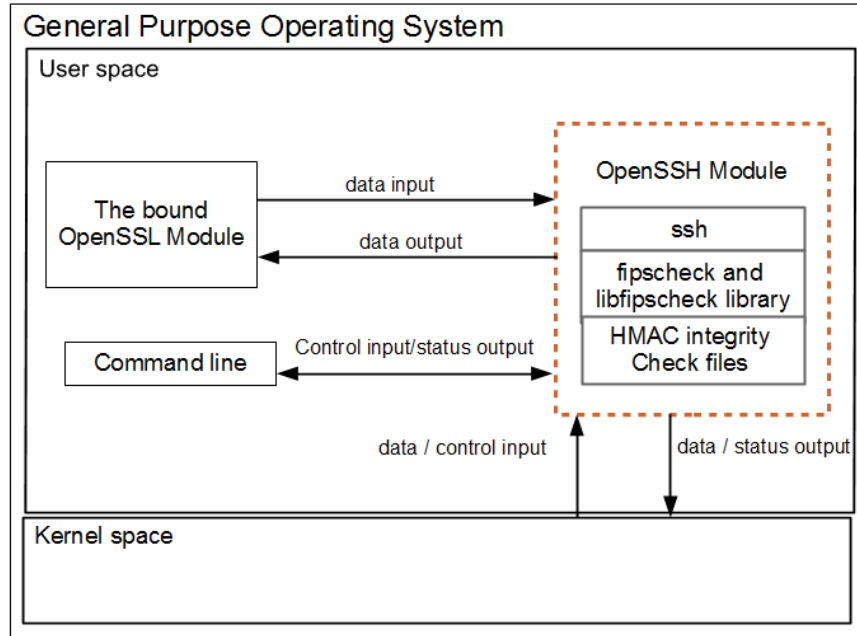 General Purpose Operating System
User space
The bound
OpenSSL Module
data input
data output
OpenSSH Module
ssh
fipscheck and
libfipscheck library
HMAC integrity
Check files
Command line
Control input/status output
data / control input
data / status output
Kernel space